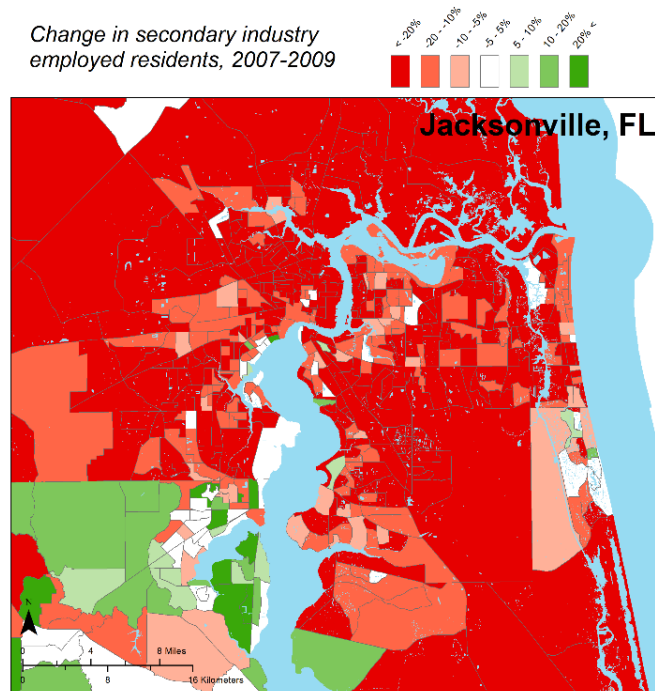 Change in secondary industry
employed residents, 2007-2009
< -20%
-20 - -10%
-10 - -5%
-5 - 5%
5 - 10%
10 - 20%
20% <
Jacksonville, FL
N
0 4 8 Miles
0 8 16 Kilometers